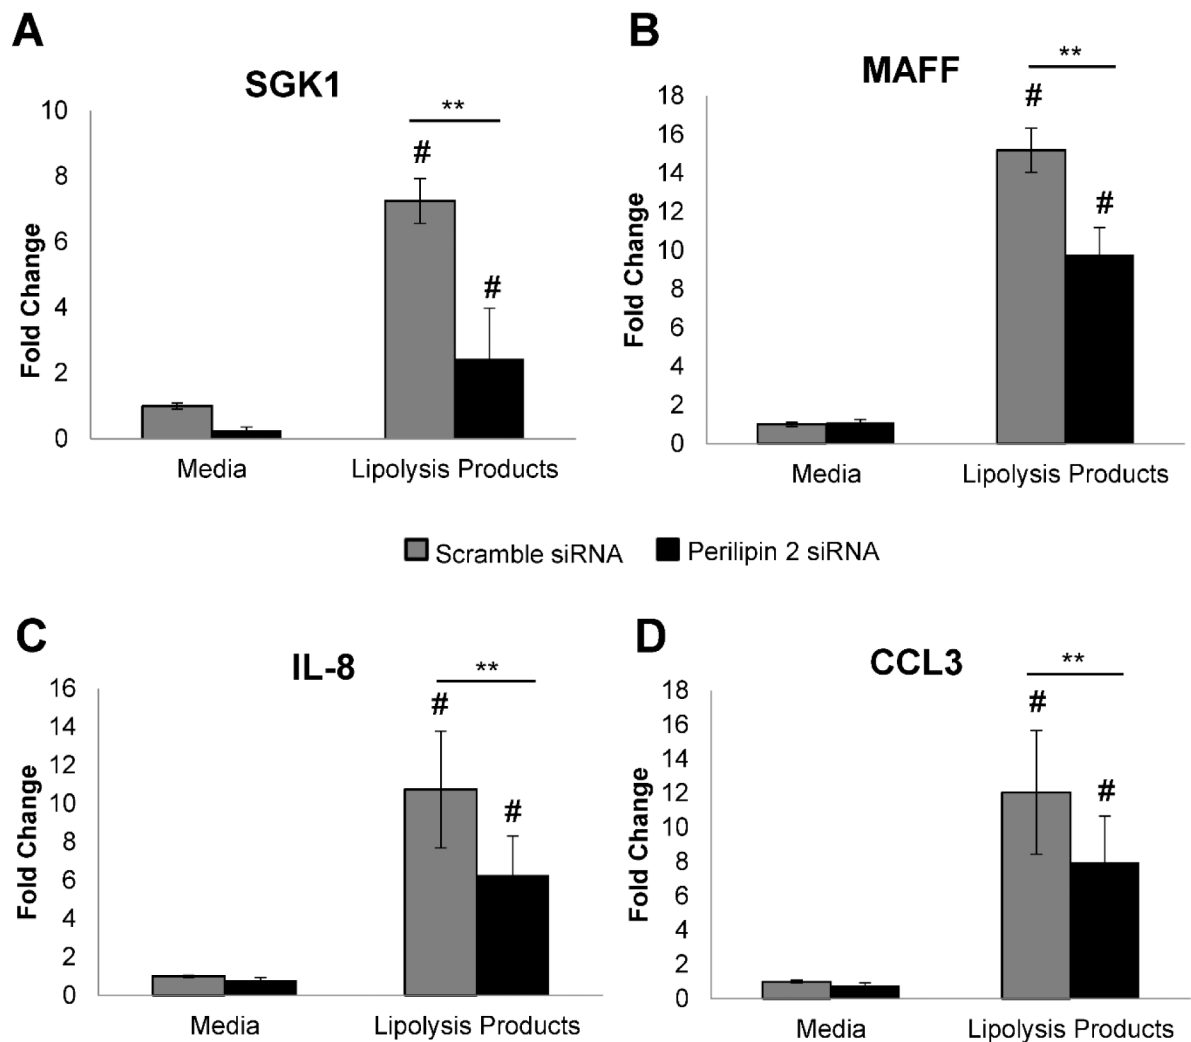 A
SGK1
**
#
#
Fold Change
10
8
6
4
2
0
Media
Lipolysis Products
B
MAFF
**
#
#
Fold Change
18
16
14
12
10
8
6
4
2
0
Media
Lipolysis Products
Scramble siRNA
Perilipin 2 siRNA
C
IL-8
**
#
#
Fold Change
16
14
12
10
8
6
4
2
0
Media
Lipolysis Products
D
CCL3
**
#
#
Fold Change
18
16
14
12
10
8
6
4
2
0
Media
Lipolysis Products